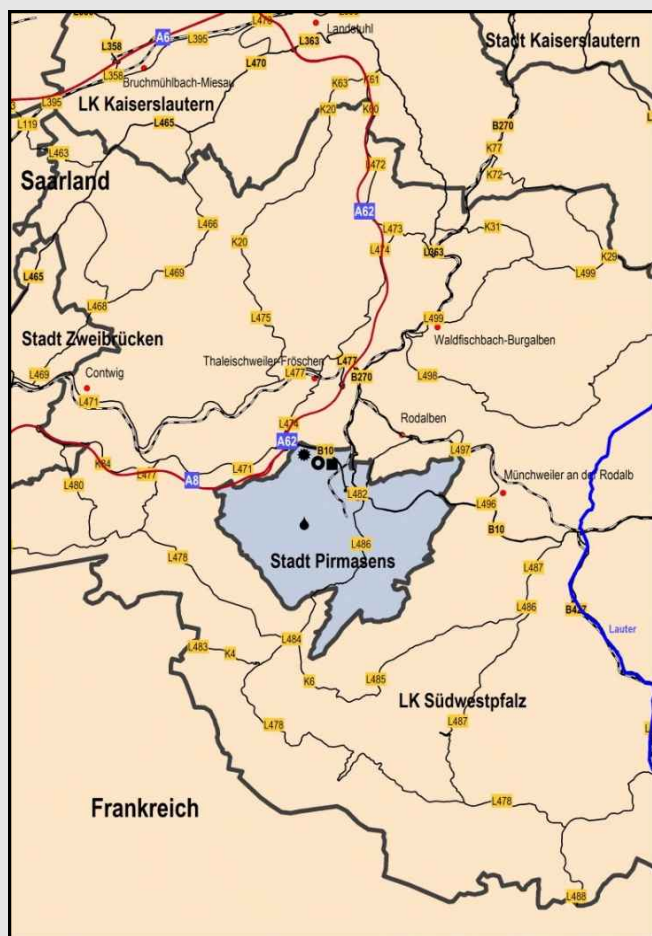 L479
Landstuhl
A6
L395
L363
Stadt Kaiserslautern
L358
L358
L470
Bruchmühlbach-Miesau
K63
K61
L395
LK Kaiserslautern
K20
K60
L119
L465
B270
K77
L463
L472
K72
Saarland
A62
L466
L473
K31
K20
L474
L363
K29
L465
L469
L499
L468
L475
L499
Stadt Zweibrücken
Waldfischbach-Burgalben
Thaleischweiler-Fröschen
L477
L469
Contwig
L477
B270
L498
L471
L474
Rodalben
A62
B10
L497
K84
L471
L480
L477
A8
Münchweiler an der Rodalb
L482
L496
B10
L486
L478
Stadt Pirmasens
L487
L486
B427
Lauter
L484
L483
K4
K6
L485
LK Südwestpfalz
L478
L487
Frankreich
L478
L488